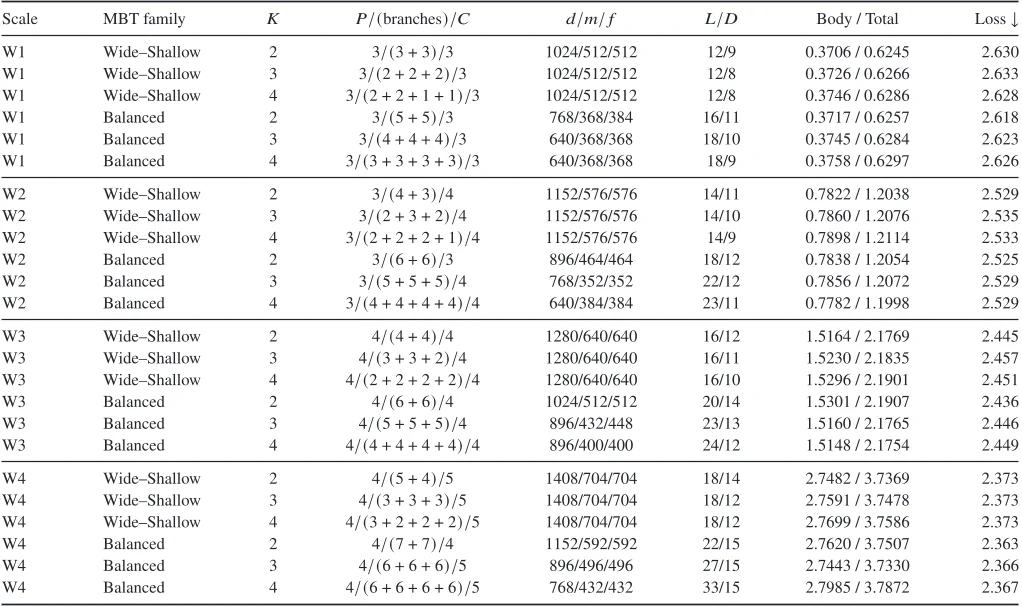 Scale MBT family K P/(branches)/C d/m/f L/D Body / Total Loss ↓
W1 Wide–Shallow 2 3/(3 + 3)/3 1024/512/512 12/9 0.3706 / 0.6245 2.630
W1 Wide–Shallow 3 3/(2 + 2 + 2)/3 1024/512/512 12/8 0.3726 / 0.6266 2.633
W1 Wide–Shallow 4 3/(2 + 2 + 1 + 1)/3 1024/512/512 12/8 0.3746 / 0.6286 2.628
W1 Balanced 2 3/(5 + 5)/3 768/368/384 16/11 0.3717 / 0.6257 2.618
W1 Balanced 3 3/(4 + 4 + 4)/3 640/368/368 18/10 0.3745 / 0.6284 2.623
W1 Balanced 4 3/(3 + 3 + 3 + 3)/3 640/368/368 18/9 0.3758 / 0.6297 2.626
W2 Wide–Shallow 2 3/(4 + 3)/4 1152/576/576 14/11 0.7822 / 1.2038 2.529
W2 Wide–Shallow 3 3/(2 + 3 + 2)/4 1152/576/576 14/10 0.7860 / 1.2076 2.535
W2 Wide–Shallow 4 3/(2 + 2 + 2 + 1)/4 1152/576/576 14/9 0.7898 / 1.2114 2.533
W2 Balanced 2 3/(6 + 6)/3 896/464/464 18/12 0.7838 / 1.2054 2.525
W2 Balanced 3 3/(5 + 5 + 5)/4 768/352/352 22/12 0.7856 / 1.2072 2.529
W2 Balanced 4 3/(4 + 4 + 4 + 4)/4 640/384/384 23/11 0.7782 / 1.1998 2.529
W3 Wide–Shallow 2 4/(4 + 4)/4 1280/640/640 16/12 1.5164 / 2.1769 2.445
W3 Wide–Shallow 3 4/(3 + 3 + 2)/4 1280/640/640 16/11 1.5230 / 2.1835 2.457
W3 Wide–Shallow 4 4/(2 + 2 + 2 + 2)/4 1280/640/640 16/10 1.5296 / 2.1901 2.451
W3 Balanced 2 4/(6 + 6)/4 1024/512/512 20/14 1.5301 / 2.1907 2.436
W3 Balanced 3 4/(5 + 5 + 5)/4 896/432/448 23/13 1.5160 / 2.1765 2.446
W3 Balanced 4 4/(4 + 4 + 4 + 4)/4 896/400/400 24/12 1.5148 / 2.1754 2.449
W4 Wide–Shallow 2 4/(5 + 4)/5 1408/704/704 18/14 2.7482 / 3.7369 2.373
W4 Wide–Shallow 3 4/(3 + 3 + 3)/5 1408/704/704 18/12 2.7591 / 3.7478 2.373
W4 Wide–Shallow 4 4/(3 + 2 + 2 + 2)/5 1408/704/704 18/12 2.7699 / 3.7586 2.373
W4 Balanced 2 4/(7 + 7)/4 1152/592/592 22/15 2.7620 / 3.7507 2.363
W4 Balanced 3 4/(6 + 6 + 6)/5 896/496/496 27/15 2.7443 / 3.7330 2.366
W4 Balanced 4 4/(6 + 6 + 6 + 6)/5 768/432/432 33/15 2.7985 / 3.7872 2.367